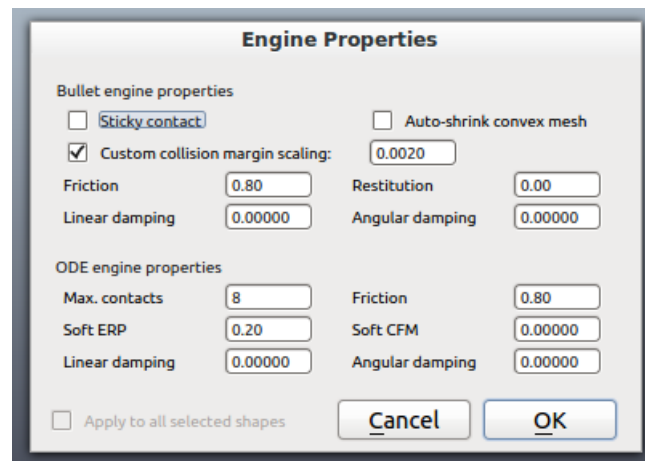 Engine Properties
Bullet engine properties
Sticky contact Auto-shrink convex mesh
Custom collision margin scaling: 0.0020
Friction 0.80 Restitution 0.00
Linear damping 0.00000 Angular damping 0.00000
ODE engine properties
Max. contacts 8 Friction 0.80
Soft ERP 0.20 Soft CFM 0.00000
Linear damping 0.00000 Angular damping 0.00000
Apply to all selected shapes Cancel OK